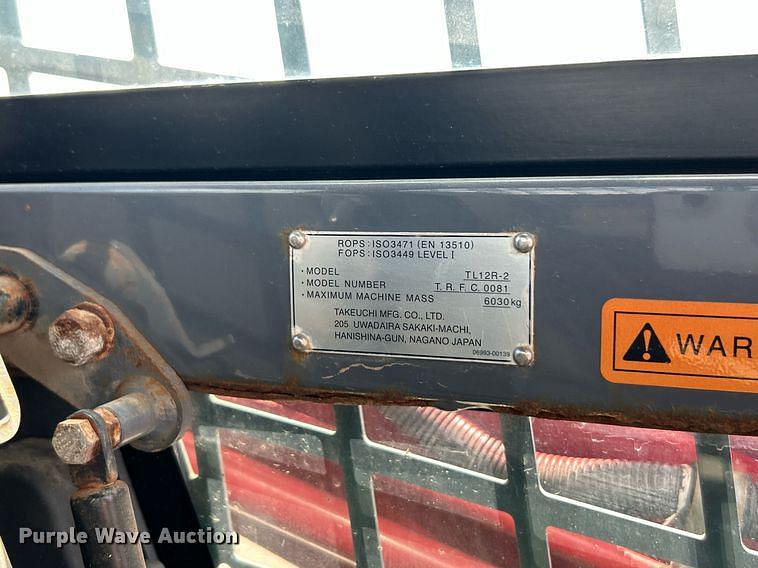 ROPS: ISO3471 (EN 13510)
FOPS: ISO3449 LEVEL I
• MODEL TL12R-2
• MODEL NUMBER T. R. F. C. 0081
• MAXIMUM MACHINE MASS 6030kg
TAKEUCHI MFG. CO., LTD.
205 UWADAIRA SAKAKI-MACHI,
HANISHINA-GUN, NAGANO JAPAN
06993-00139
WAR
Purple Wave Auction